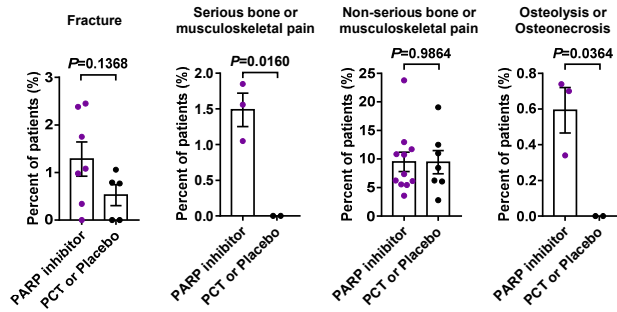 Fracture
P=0.1368
Percent of patients (%)
3
2
1
0
PARP inhibitor
PCT or Placebo
Serious bone or
musculoskeletal pain
P=0.0160
Percent of patients (%)
2.0
1.5
1.0
0.5
0.0
PARP inhibitor
PCT or Placebo
Non-serious bone or
musculoskeletal pain
P=0.9864
Percent of patients (%)
25
20
15
10
5
0
PARP inhibitor
PCT or Placebo
Osteolysis or
Osteonecrosis
P=0.0364
Percent of patients (%)
0.8
0.6
0.4
0.2
0.0
PARP inhibitor
PCT or Placebo